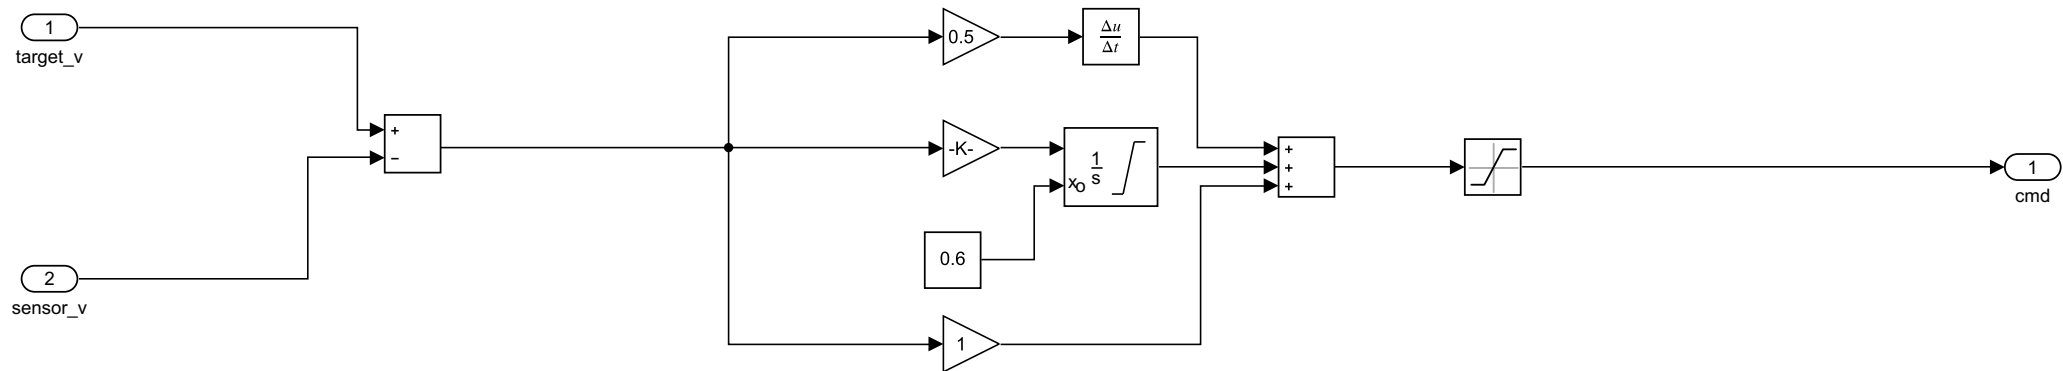 1
target_v
2
sensor_v
+
−
0.5
Δu
Δt
-K-
1
s
xo
0.6
1
+
+
+
1
cmd